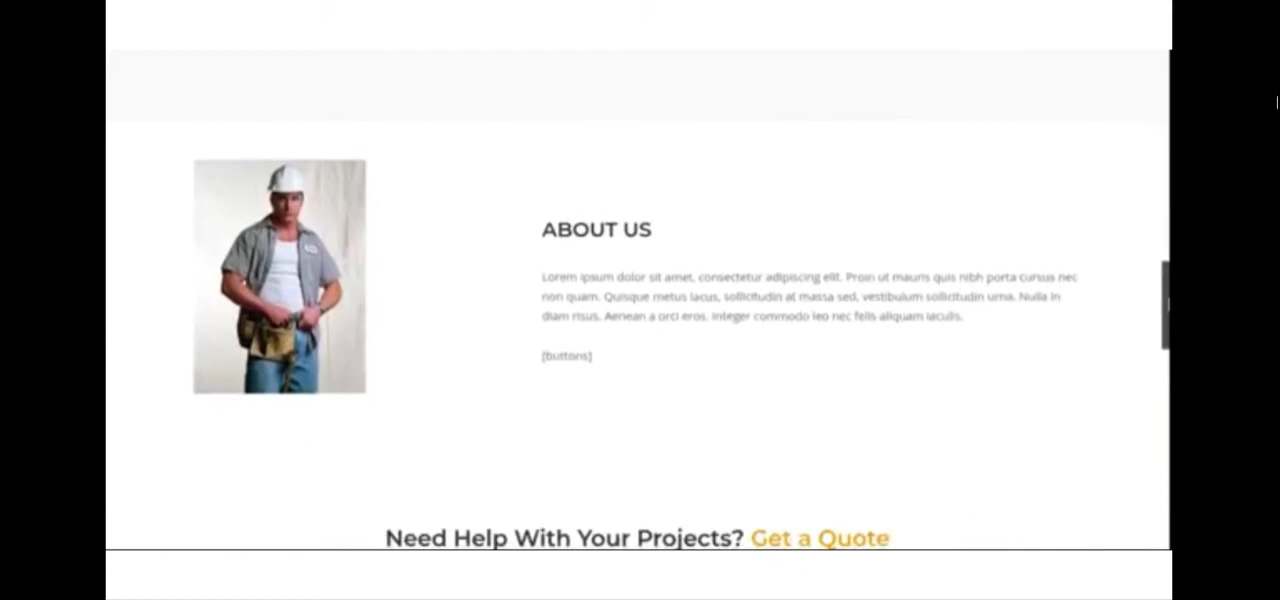 ABOUT US
Lorem ipsum dolor sit amet, consectetur adipiscing elit. Proin ut mauris quis nibh porta cursus nec
non quam. Quisque metus lacus, sollicitudin at massa sed, vestibulum sollicitudin urna. Nulla in
diam risus. Aenean a orci eros. Integer commodo leo nec felis aliquam iaculis.
[buttons]
Need Help With Your Projects? Get a Quote